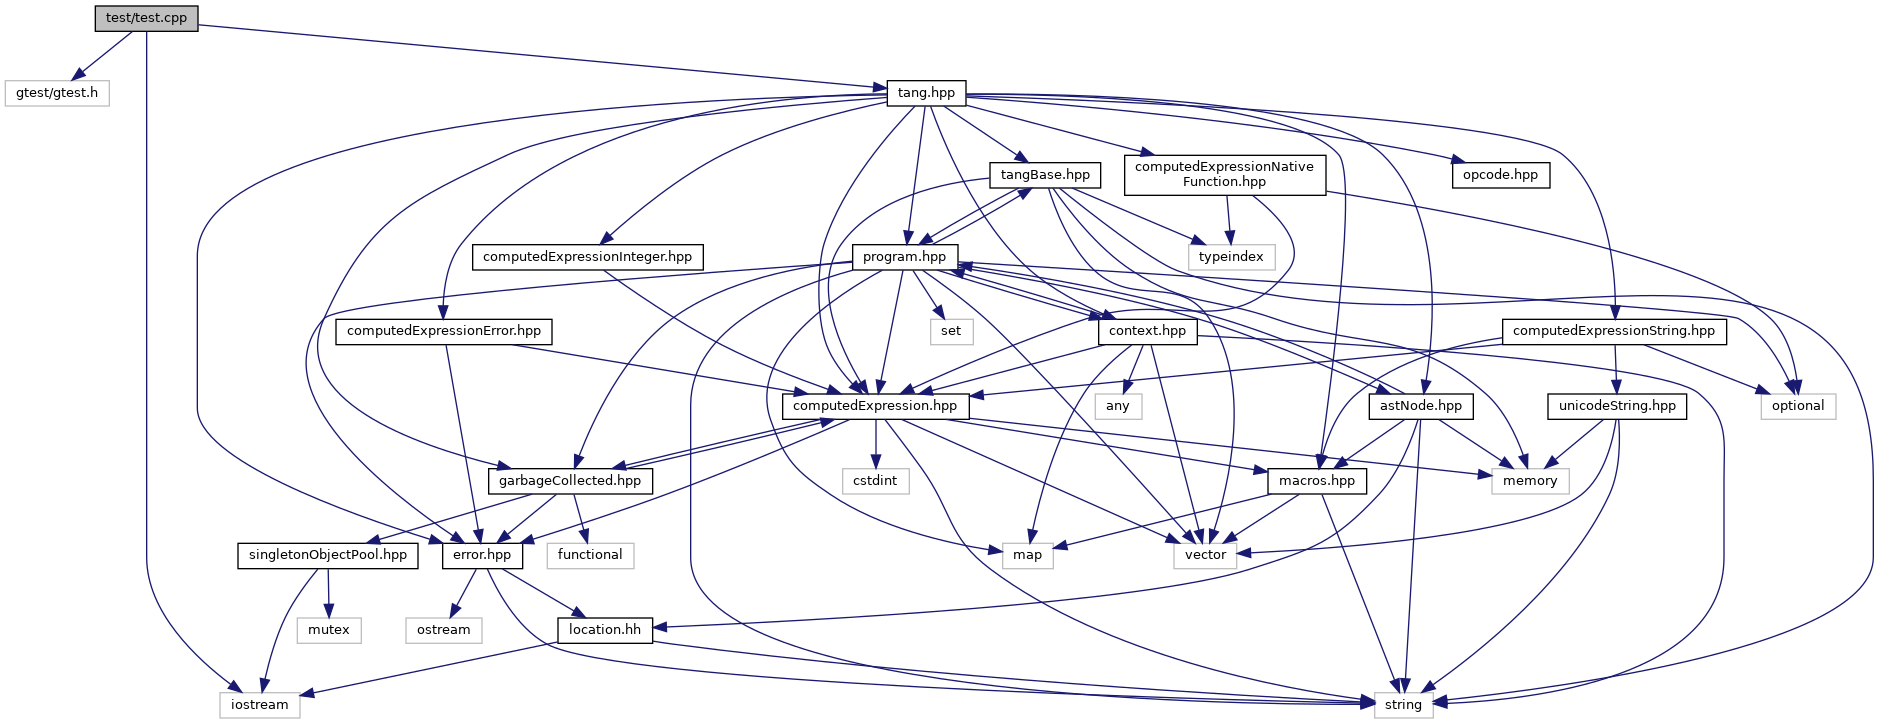 test/test.cpp
gtest/gtest.h
tang.hpp
tangBase.hpp
computedExpressionNative
Function.hpp
opcode.hpp
computedExpressionInteger.hpp
program.hpp
typeindex
computedExpressionError.hpp
set
context.hpp
computedExpressionString.hpp
computedExpression.hpp
any
astNode.hpp
unicodeString.hpp
optional
garbageCollected.hpp
cstdint
macros.hpp
memory
singletonObjectPool.hpp
error.hpp
functional
map
vector
mutex
ostream
location.hh
iostream
string